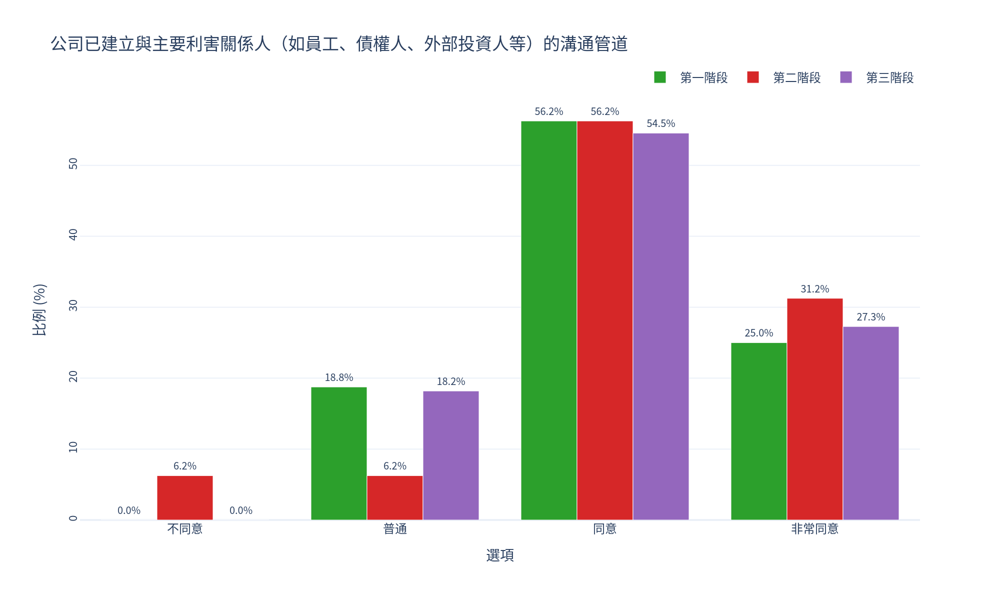 公司已建立與主要利害關係人（如員工、債權人、外部投資人等）的溝通管道
第一階段 第二階段 第三階段
56.2% 56.2% 54.5%
50
40
31.2%
30
27.3%
25.0%
20
18.8% 18.2%
10
6.2% 6.2%
0.0% 0.0%
0
比例 (%)
不同意 普通 同意 非常同意
選項